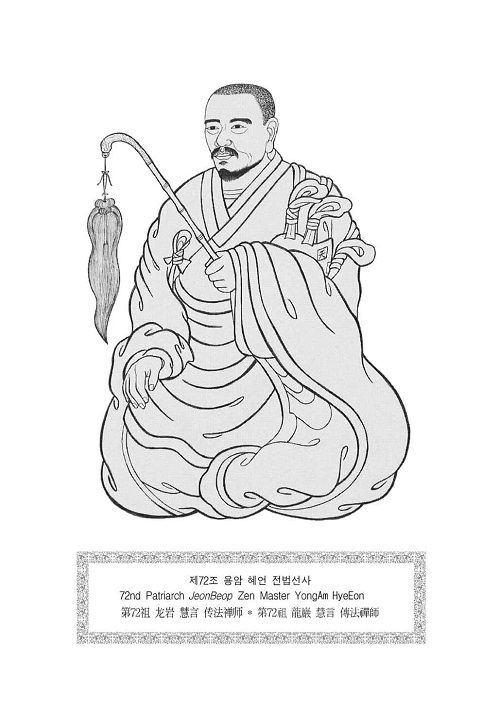 제72조 용암 혜언 전법선사
72nd Patriarch JeonBeop Zen Master YongAm HyeEon
第72祖 龙岩 慧言 传法禅师 * 第72祖 龍巖 慧言 傳法禪師